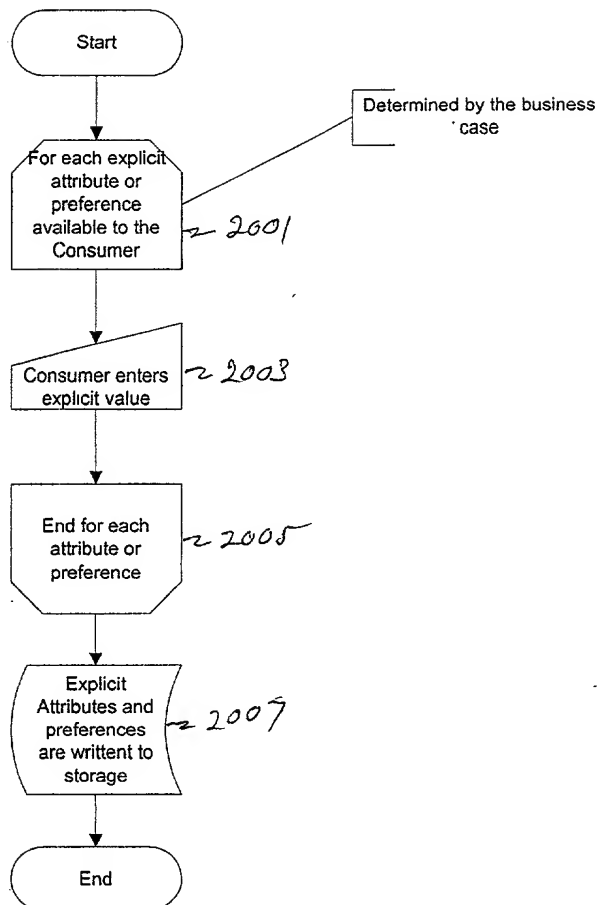 Start
Determined by the business
case
For each explicit
attribute or
preference
available to the
Consumer
2001
Consumer enters
explicit value
2003
End for each
attribute or
preference
2005
Explicit
Attributes and
preferences
are writtent to
storage
2007
End